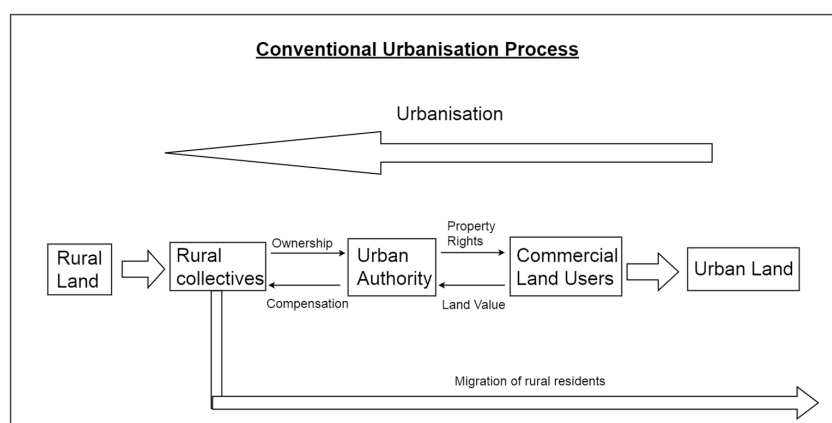 Conventional Urbanisation Process
Urbanisation
Rural
Land
Rural
collectives
Ownership
Compensation
Urban
Authority
Property
Rights
Land Value
Commercial
Land Users
Urban Land
Migration of rural residents